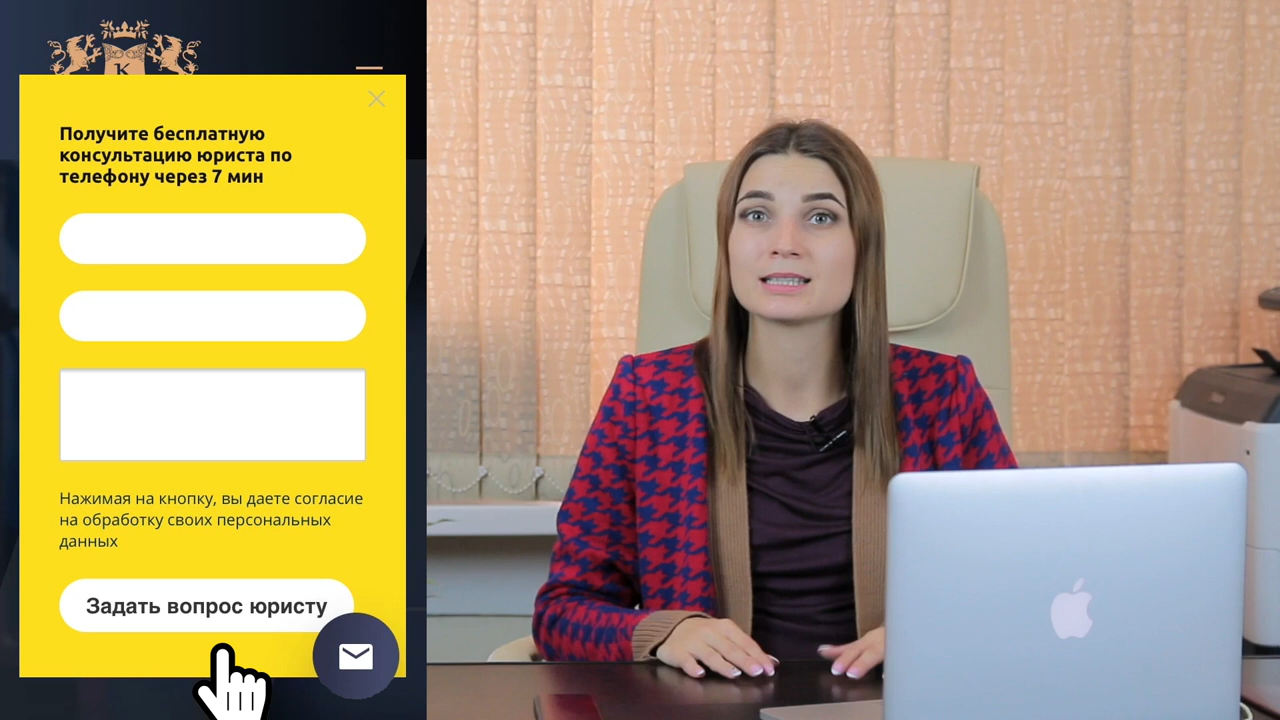 K
Получите бесплатную
консультацию юриста по
телефону через 7 мин
Нажимая на кнопку, вы даете согласие
на обработку своих персональных
данных
Задать вопрос юристу